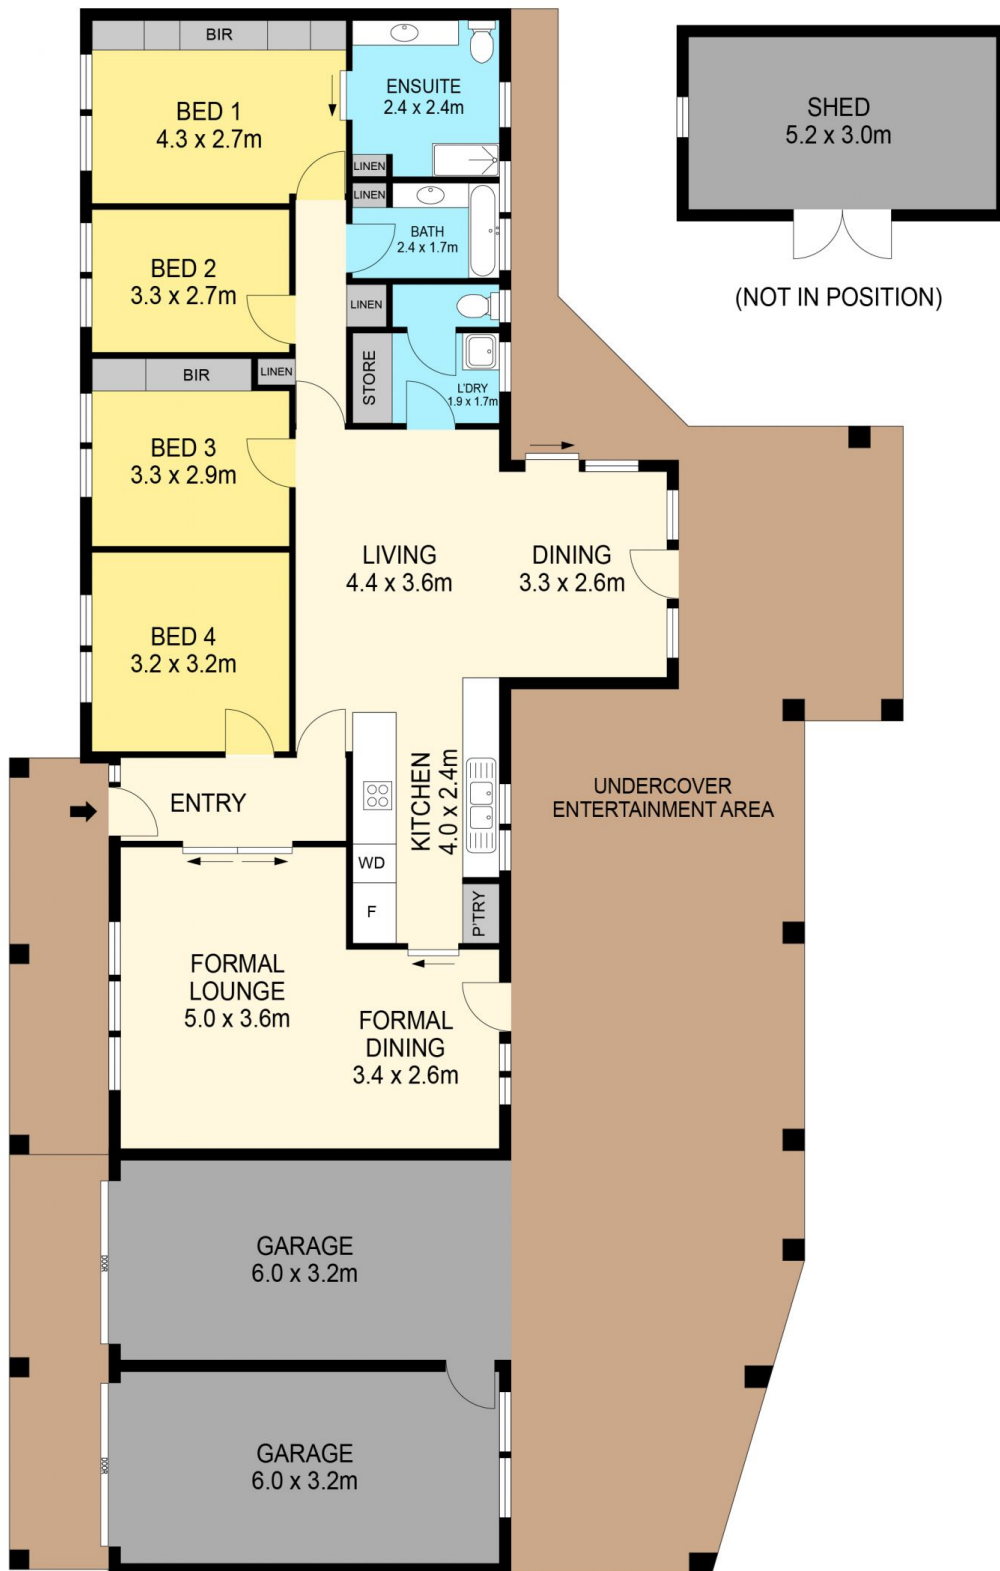 BIR
BED 1
4.3 x 2.7m
ENSUITE
2.4 x 2.4m
LINEN
LINEN
BATH
2.4 x 1.7m
SHED
5.2 x 3.0m
(NOT IN POSITION)
BED 2
3.3 x 2.7m
LINEN
STORE
L'DRY
1.9 x 1.7m
BIR
LINEN
BED 3
3.3 x 2.9m
LIVING
4.4 x 3.6m
DINING
3.3 x 2.6m
BED 4
3.2 x 3.2m
ENTRY
KITCHEN
4.0 x 2.4m
WD
F
P'TRY
UNDERCOVER
ENTERTAINMENT AREA
FORMAL
LOUNGE
5.0 x 3.6m
FORMAL
DINING
3.4 x 2.6m
DOOR
GARAGE
6.0 x 3.2m
DOOR
GARAGE
6.0 x 3.2m